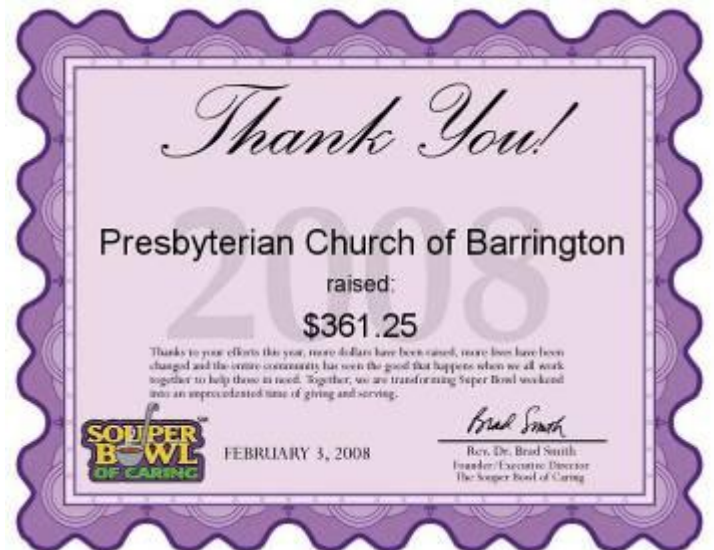 Thank You!
2008
Presbyterian Church of Barrington
raised:
$361.25
Thanks to your efforts this year, more dollars have been raised, more lives have been
changed and the entire community has seen the good that happens when we all work
together to help those in need. Together, we are transforming Super Bowl weekend
into an unprecedented time of giving and serving.
SOUPER
BOWL
OF CARING
FEBRUARY 3, 2008
Brad Smith
Rev. Dr. Brad Smith
Founder/Executive Director
The Souper Bowl of Caring